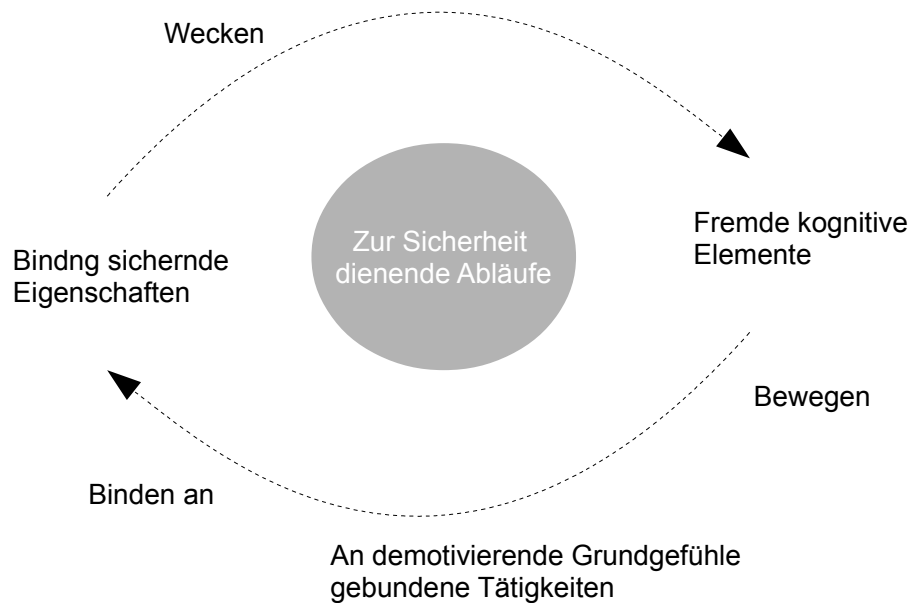 Wecken
Zur Sicherheit
dienende Abläufe
Fremde kognitive
Elemente
Bindng sichernde
Eigenschaften
Bewegen
Binden an
An demotivierende Grundgefühle
gebundene Tätigkeiten